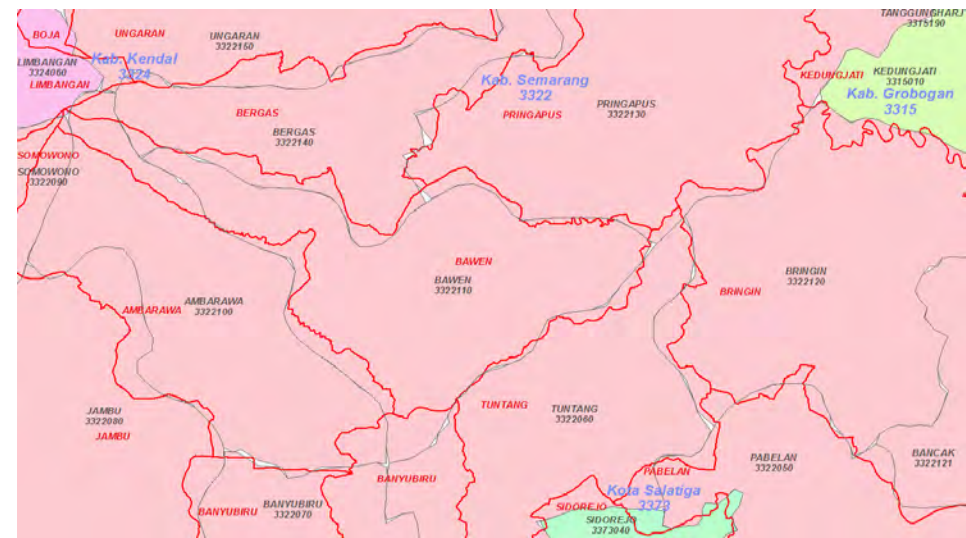 TANGGUNGHARJ
3315190
BOJA
UNGARAN
UNGARAN
3322150
Kab. Kendal
3324
LIMBANGAN
3324060
LIMBANGAN
Kab. Semarang
3322
KEDUNGJATI
KEDUNGJATI
3315010
Kab. Grobogan
3315
BERGAS
BERGAS
3322140
PRINGAPUS
PRINGAPUS
3322130
SOMOWONO
SOMOWONO
3322090
BAWEN
BAWEN
3322110
BRINGIN
BRINGIN
3322120
AMBARAWA
AMBARAWA
3322100
JAMBU
3322080
JAMBU
TUNTANG
TUNTANG
3322060
PABELAN
PABELAN
3322050
BANCAK
3322121
BANYUBIRU
BANYUBIRU
BANYUBIRU
3322070
Kota Salatiga
3373
SIDOREJO
SIDOREJO
3373040